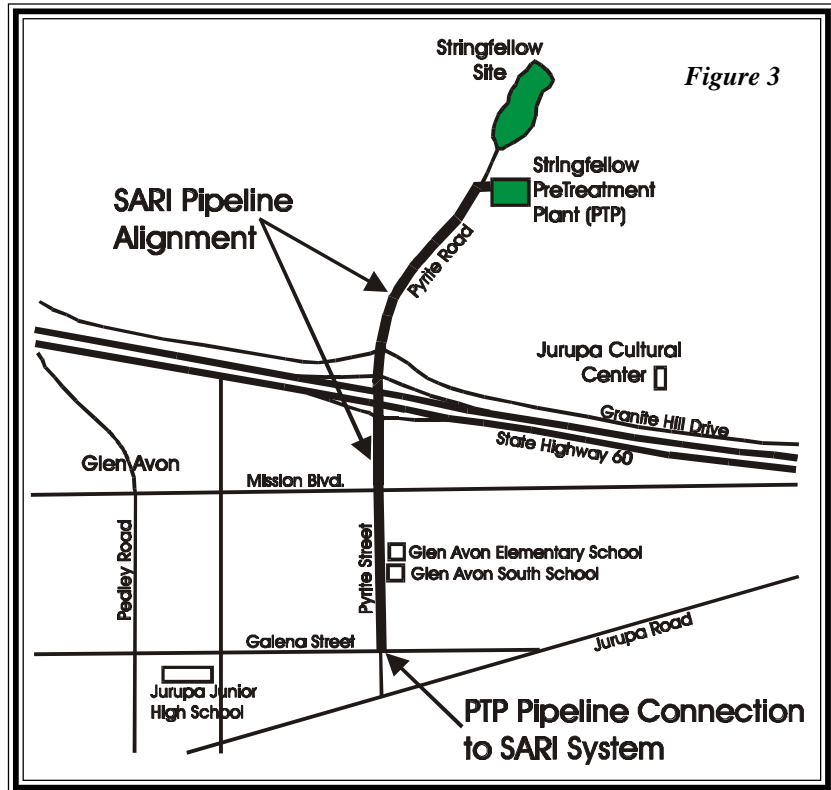 Stringfellow
Site
Figure 3
Stringfellow
PreTreatment
Plant (PTP)
SARI Pipeline
Alignment
Pyrite Road
Jurupa Cultural
Center
Granite Hill Drive
State Highway 60
Glen Avon
Mission Blvd.
Pedley Road
Pyrite Street
Glen Avon Elementary School
Glen Avon South School
Galena Street
Jurupa Road
Jurupa Junior
High School
PTP Pipeline Connection
to SARI System